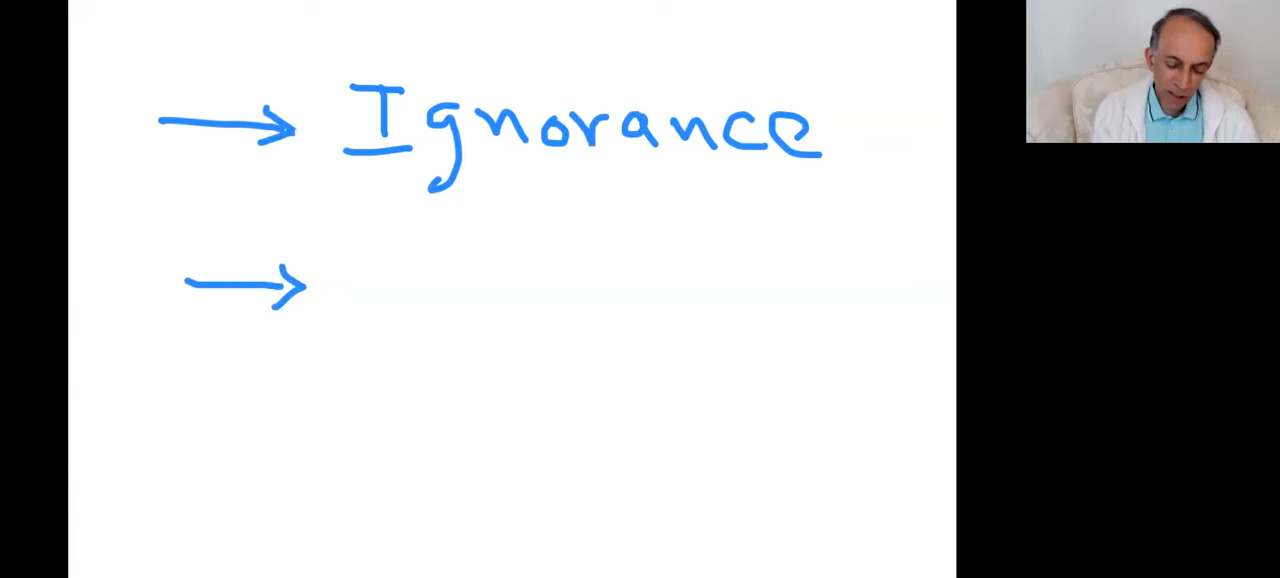 → Ignorance
→